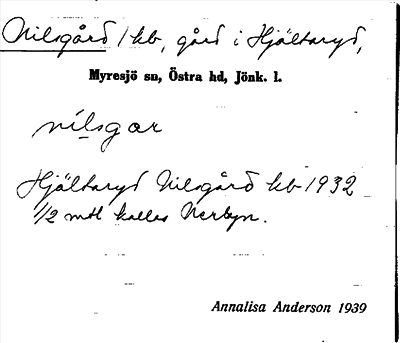 Nilsgård 1 kb, gård i Hjältaryd,
Myresjö sn, Östra hd, Jönk. l.
nilsgar
Hjältaryd Nilsgård kb 1932
1/2 mtl kallas Nerbyn.
Annalisa Anderson 1939